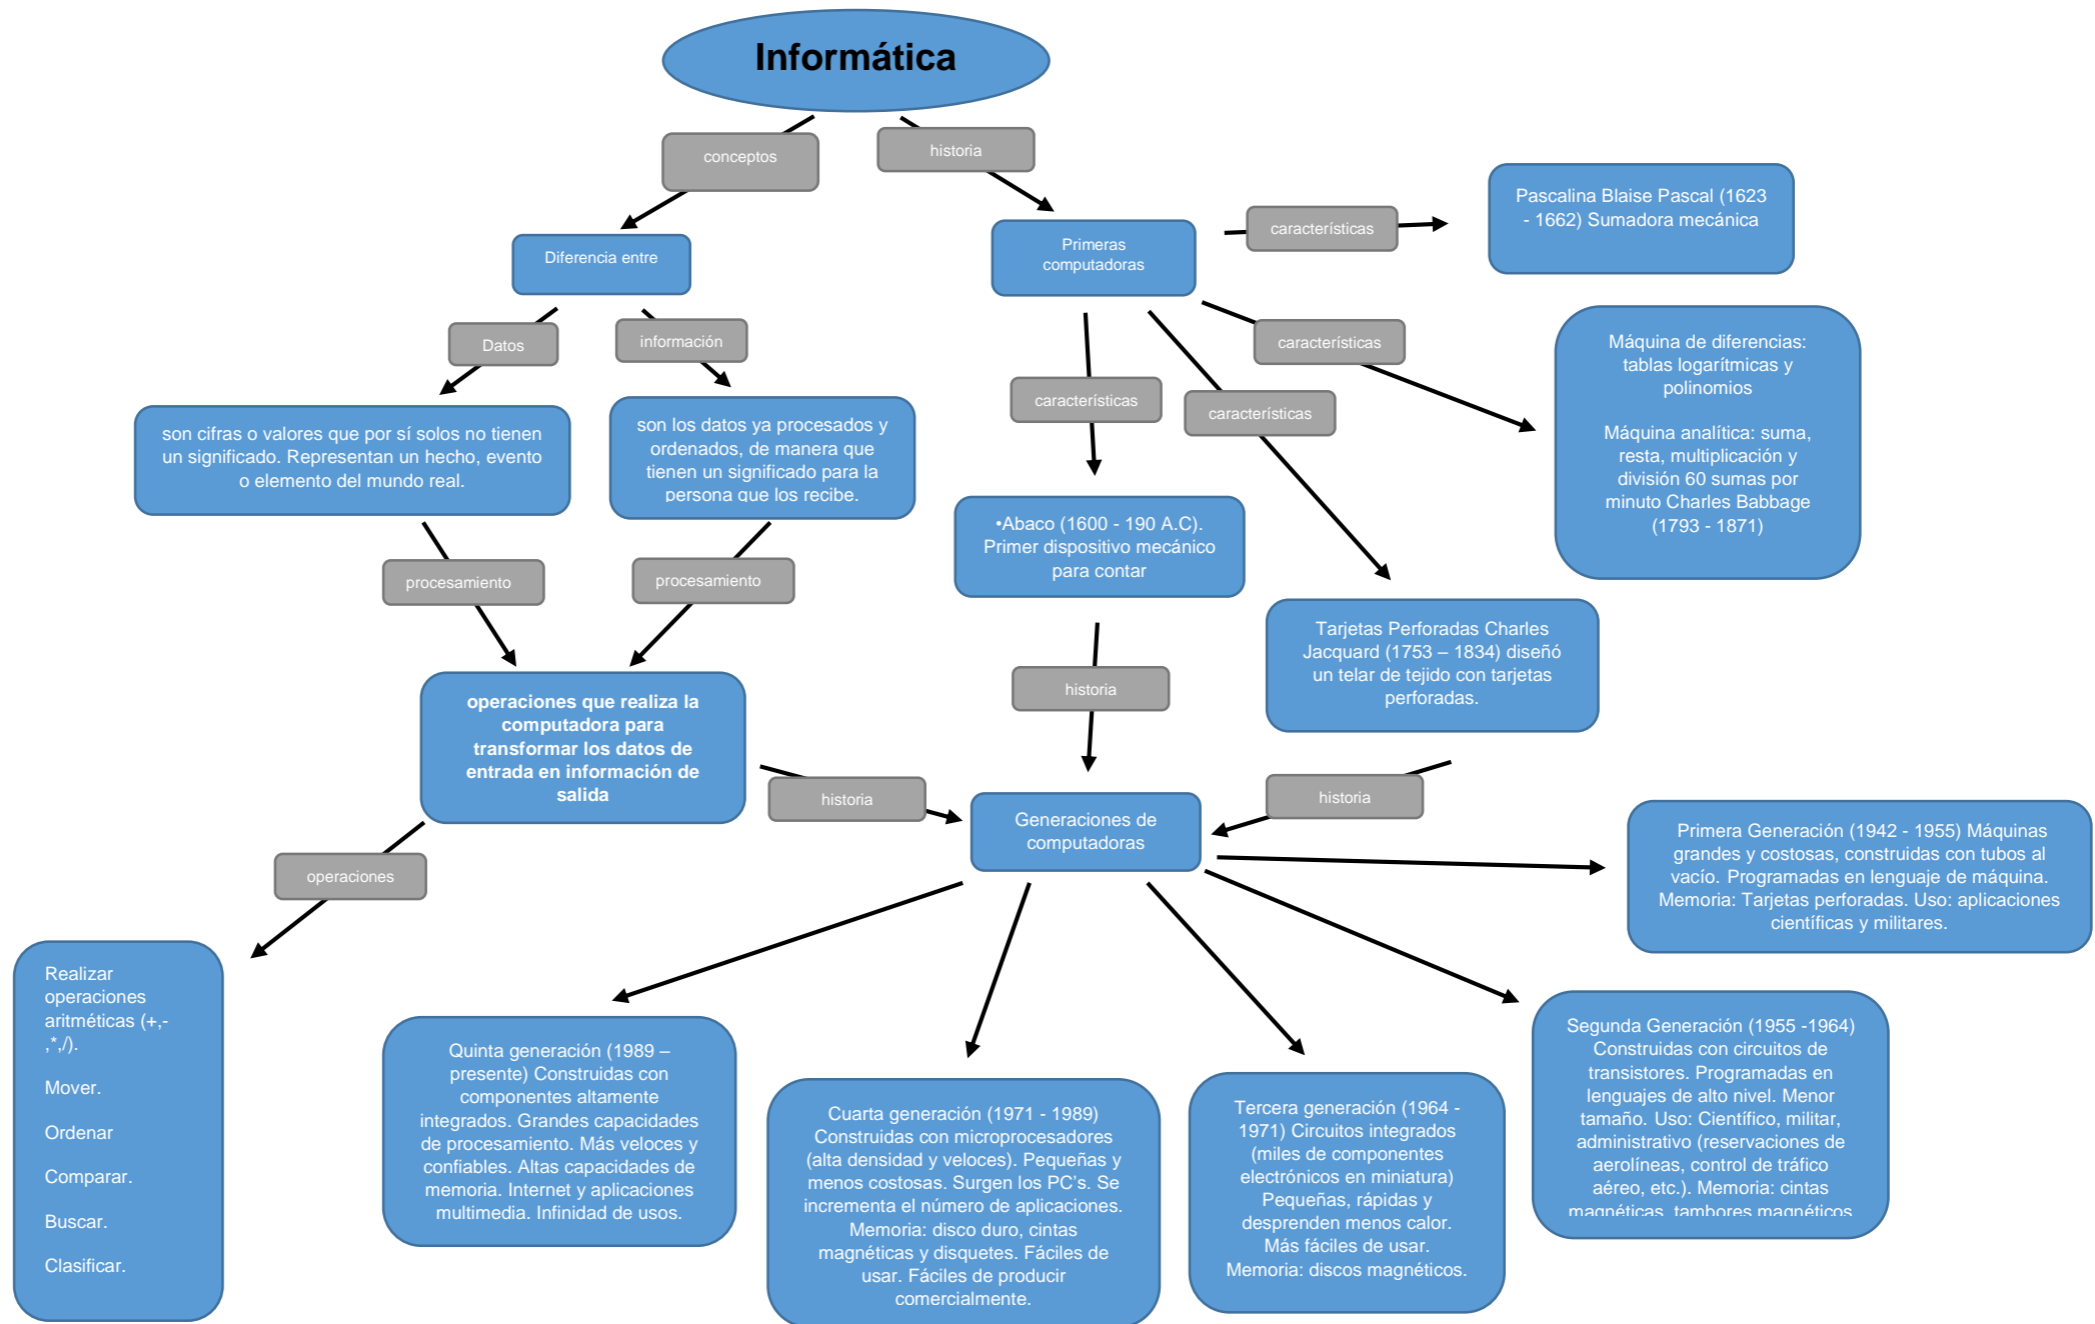 Informática
conceptos
historia
Pascalina Blaise Pascal (1623
- 1662) Sumadora mecánica
características
Diferencia entre
Primeras
computadoras
Datos
información
características
Máquina de diferencias:
tablas logarítmicas y
polinomios
Máquina analítica: suma,
resta, multiplicación y
división 60 sumas por
minuto Charles Babbage
(1793 - 1871)
características
características
son cifras o valores que por sí solos no tienen
un significado. Representan un hecho, evento
o elemento del mundo real.
son los datos ya procesados y
ordenados, de manera que
tienen un significado para la
persona que los recibe.
•Abaco (1600 - 190 A.C).
Primer dispositivo mecánico
para contar
procesamiento
procesamiento
Tarjetas Perforadas Charles
Jacquard (1753 – 1834) diseñó
un telar de tejido con tarjetas
perforadas.
operaciones que realiza la
computadora para
transformar los datos de
entrada en información de
salida
historia
historia
historia
Generaciones de
computadoras
operaciones
Primera Generación (1942 - 1955) Máquinas
grandes y costosas, construidas con tubos al
vacío. Programadas en lenguaje de máquina.
Memoria: Tarjetas perforadas. Uso: aplicaciones
científicas y militares.
Realizar
operaciones
aritméticas (+,-
,*,/).
Mover.
Ordenar
Comparar.
Buscar.
Clasificar.
Quinta generación (1989 –
presente) Construidas con
componentes altamente
integrados. Grandes capacidades
de procesamiento. Más veloces y
confiables. Altas capacidades de
memoria. Internet y aplicaciones
multimedia. Infinidad de usos.
Cuarta generación (1971 - 1989)
Construidas con microprocesadores
(alta densidad y veloces). Pequeñas y
menos costosas. Surgen los PC's. Se
incrementa el número de aplicaciones.
Memoria: disco duro, cintas
magnéticas y disquetes. Fáciles de
usar. Fáciles de producir
comercialmente.
Tercera generación (1964 -
1971) Circuitos integrados
(miles de componentes
electrónicos en miniatura)
Pequeñas, rápidas y
desprenden menos calor.
Más fáciles de usar.
Memoria: discos magnéticos.
Segunda Generación (1955 -1964)
Construidas con circuitos de
transistores. Programadas en
lenguajes de alto nivel. Menor
tamaño. Uso: Científico, militar,
administrativo (reservaciones de
aerolíneas, control de tráfico
aéreo, etc.). Memoria: cintas
magnéticas, tambores magnéticos